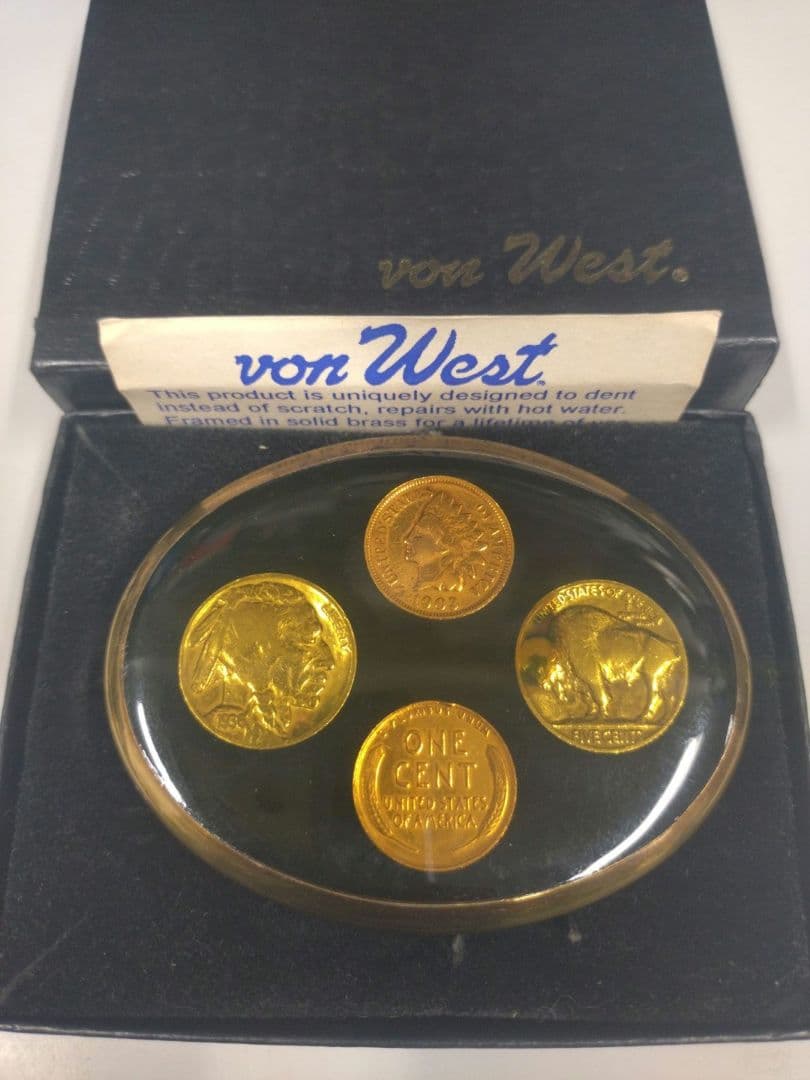 von West.
von West.
This product is uniquely designed to dent
instead of scratch, repairs with hot water.
Framed in solid brass for a lifetime of use
UNITED STATES OF AMERICA
LIBERTY
UNITED STATES OF AMERICA
FIVE CENTS
ONE
CENT
UNITED STATES
OF AMERICA